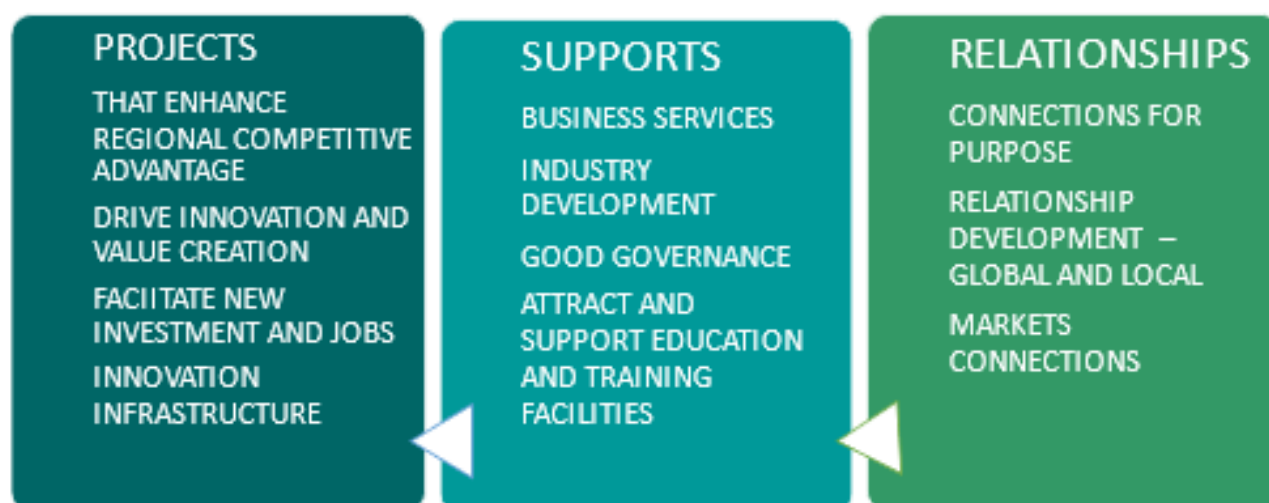 PROJECTS
THAT ENHANCE
REGIONAL COMPETITIVE
ADVANTAGE
DRIVE INNOVATION AND
VALUE CREATION
FACIITATE NEW
INVESTMENT AND JOBS
INNOVATION
INFRASTRUCTURE
SUPPORTS
BUSINESS SERVICES
INDUSTRY
DEVELOPMENT
GOOD GOVERNANCE
ATTRACT AND
SUPPORT EDUCATION
AND TRAINING
FACILITIES
RELATIONSHIPS
CONNECTIONS FOR
PURPOSE
RELATIONSHIP
DEVELOPMENT –
GLOBAL AND LOCAL
MARKETS
CONNECTIONS